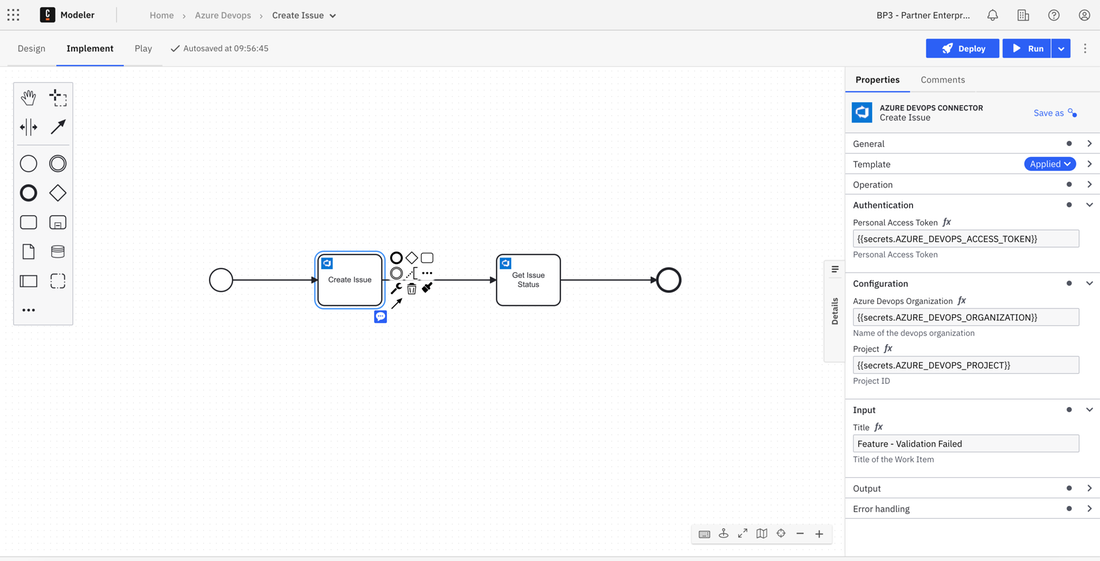 Modeler
Home › Azure Devops › Create Issue
BP3 - Partner Enterpr...
Design Implement Play Autosaved at 09:56:45
Deploy Run
Properties Comments
AZURE DEVOPS CONNECTOR
Create Issue
Save as
General
Template Applied
Operation
Authentication
Personal Access Token fx
{{secrets.AZURE_DEVOPS_ACCESS_TOKEN}}
Personal Access Token
Configuration
Azure Devops Organization fx
{{secrets.AZURE_DEVOPS_ORGANIZATION}}
Name of the devops organization
Project fx
{{secrets.AZURE_DEVOPS_PROJECT}}
Project ID
Input
Title fx
Feature - Validation Failed
Title of the Work Item
Output
Error handling
Create Issue
Get Issue
Status
Details